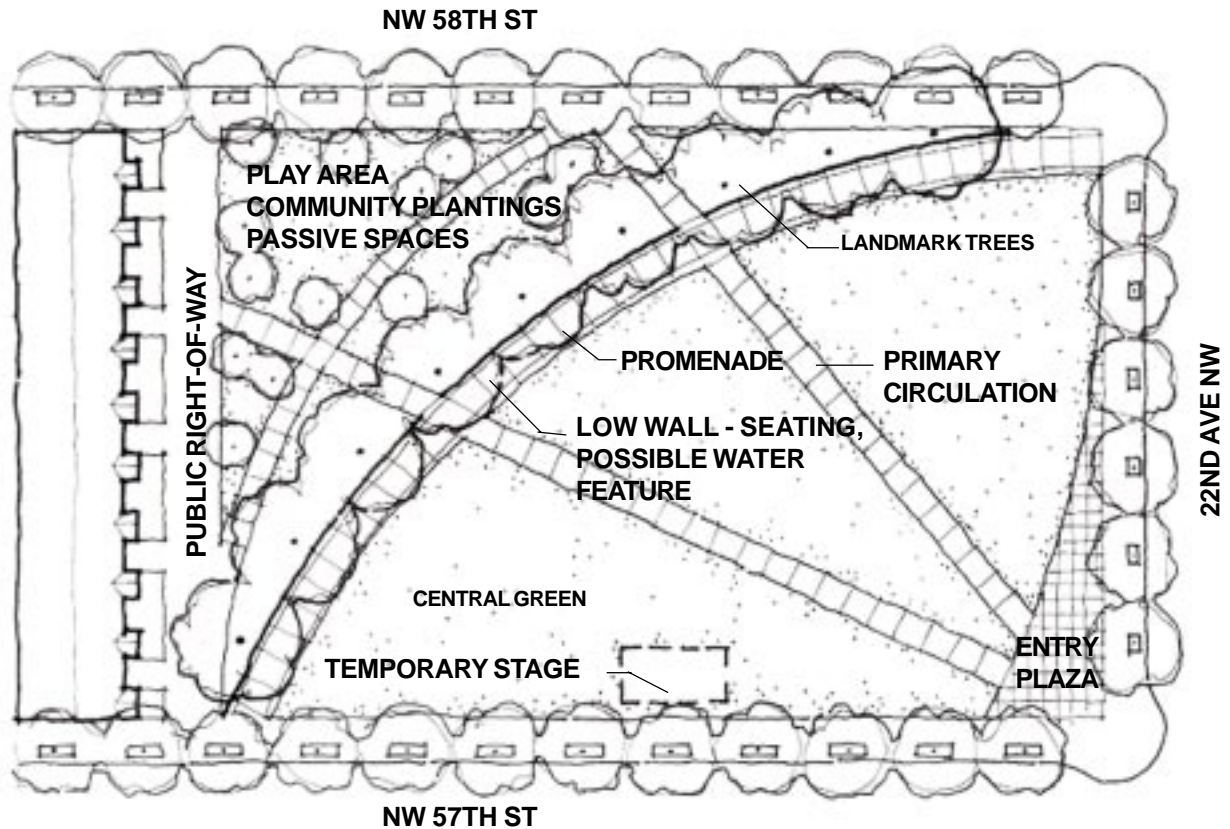 NW 58TH ST
PLAY AREA
COMMUNITY PLANTINGS
PASSIVE SPACES
LANDMARK TREES
PUBLIC RIGHT-OF-WAY
PROMENADE
PRIMARY
CIRCULATION
22ND AVE NW
LOW WALL - SEATING,
POSSIBLE WATER
FEATURE
CENTRAL GREEN
TEMPORARY STAGE
ENTRY
PLAZA
NW 57TH ST